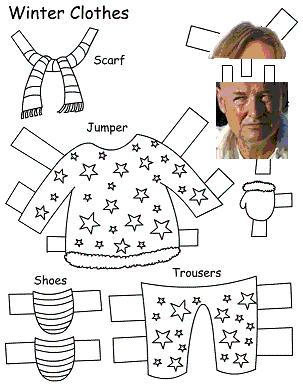 Winter Clothes
Scarf
Jumper
Shoes
Trousers